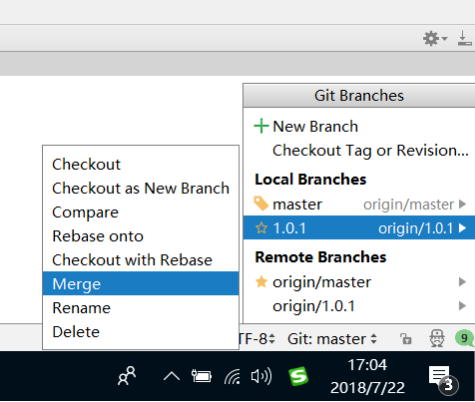 Git Branches
New Branch
Checkout Tag or Revision...
Local Branches
master origin/master
1.0.1 origin/1.0.1
Remote Branches
origin/master
origin/1.0.1
Checkout
Checkout as New Branch
Compare
Rebase onto
Checkout with Rebase
Merge
Rename
Delete
TF-8 Git: master 9
17:04
2018/7/22
3